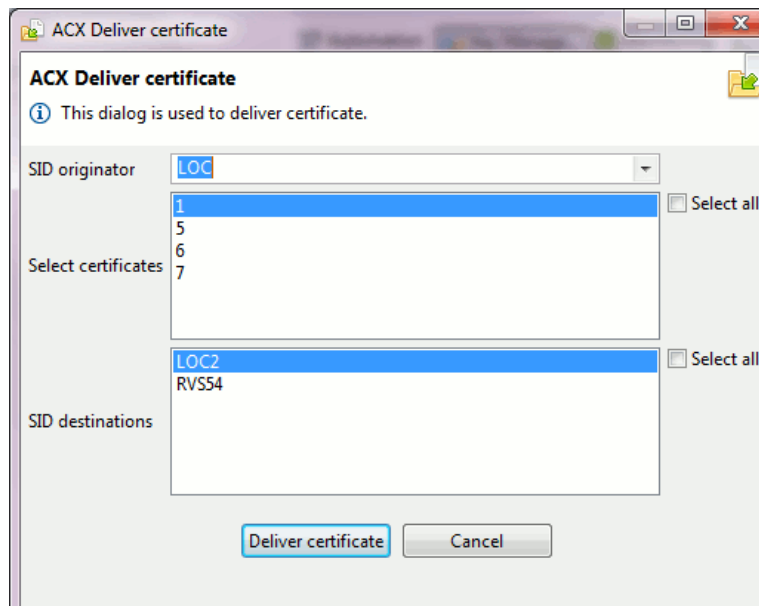 ACX Deliver certificate
ACX Deliver certificate
This dialog is used to deliver certificate.
SID originator LOC
Select certificates
1
5
6
7
Select all
SID destinations
LOC2
RVS54
Select all
Deliver certificate Cancel